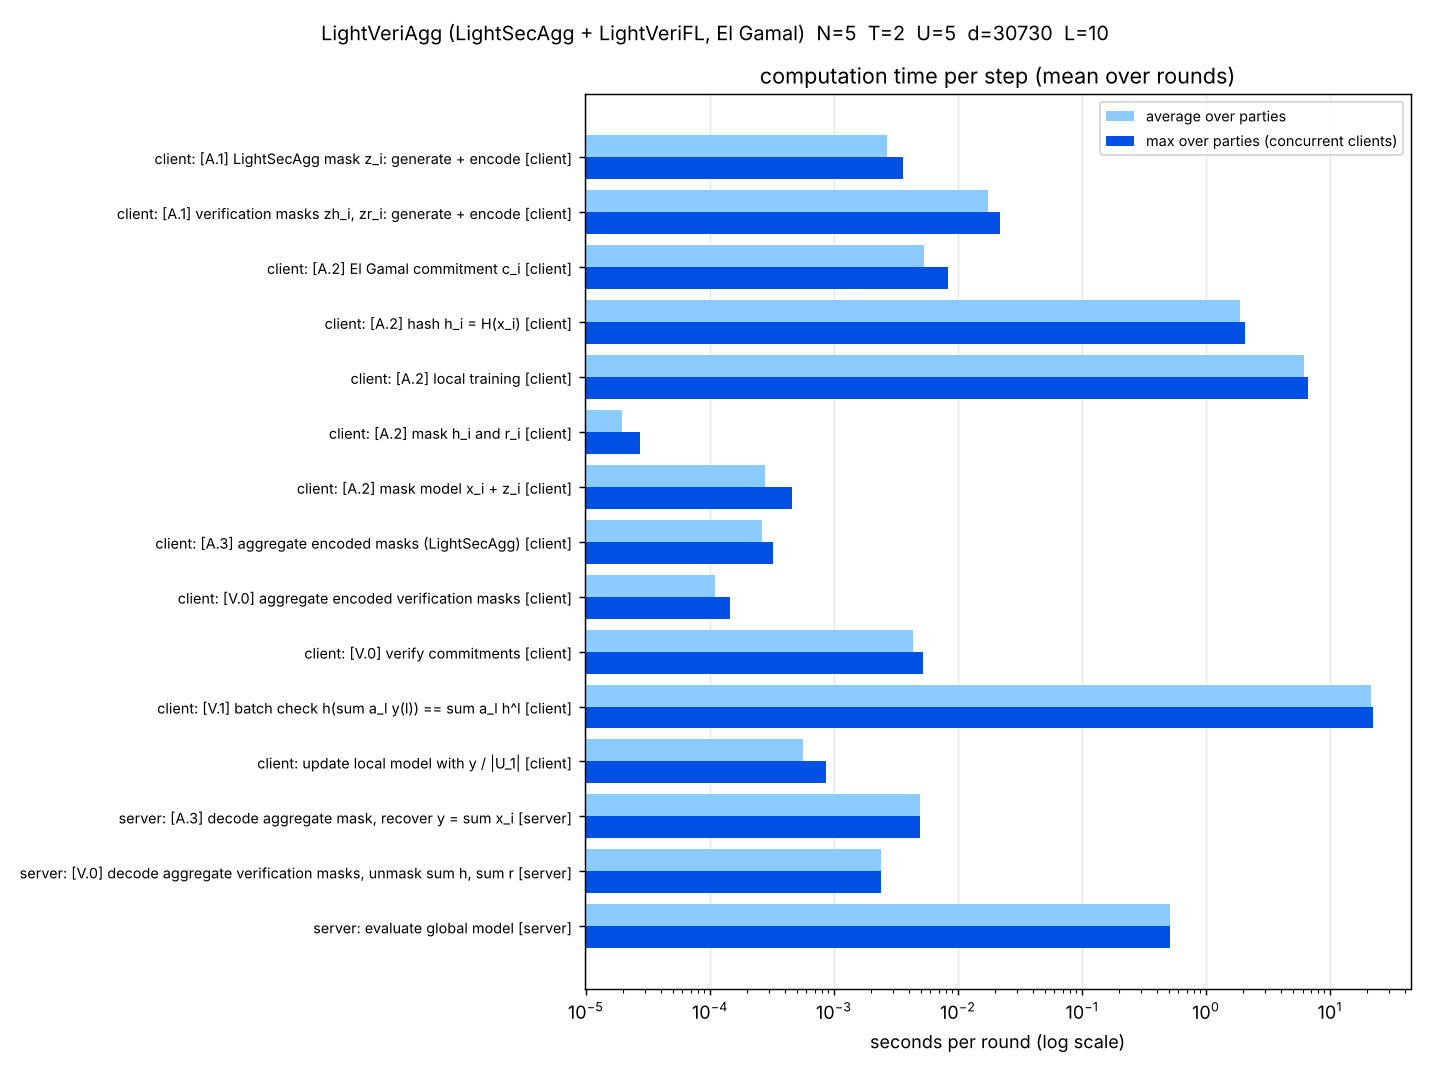 LightVeriAgg (LightSecAgg + LightVeriFL, El Gamal)  N=5  T=2  U=5  d=30730  L=10
computation time per step (mean over rounds)
average over parties
max over parties (concurrent clients)
client: [A.1] LightSecAgg mask z_i: generate + encode [client]
client: [A.1] verification masks zh_i, zr_i: generate + encode [client]
client: [A.2] El Gamal commitment c_i [client]
client: [A.2] hash h_i = H(x_i) [client]
client: [A.2] local training [client]
client: [A.2] mask h_i and r_i [client]
client: [A.2] mask model x_i + z_i [client]
client: [A.3] aggregate encoded masks (LightSecAgg) [client]
client: [V.0] aggregate encoded verification masks [client]
client: [V.0] verify commitments [client]
client: [V.1] batch check h(sum a_l y(l)) == sum a_l h^l [client]
client: update local model with y / |U_1| [client]
server: [A.3] decode aggregate mask, recover y = sum x_i [server]
server: [V.0] decode aggregate verification masks, unmask sum h, sum r [server]
server: evaluate global model [server]
10⁻⁵ 10⁻⁴ 10⁻³ 10⁻² 10⁻¹ 10⁰ 10¹
seconds per round (log scale)